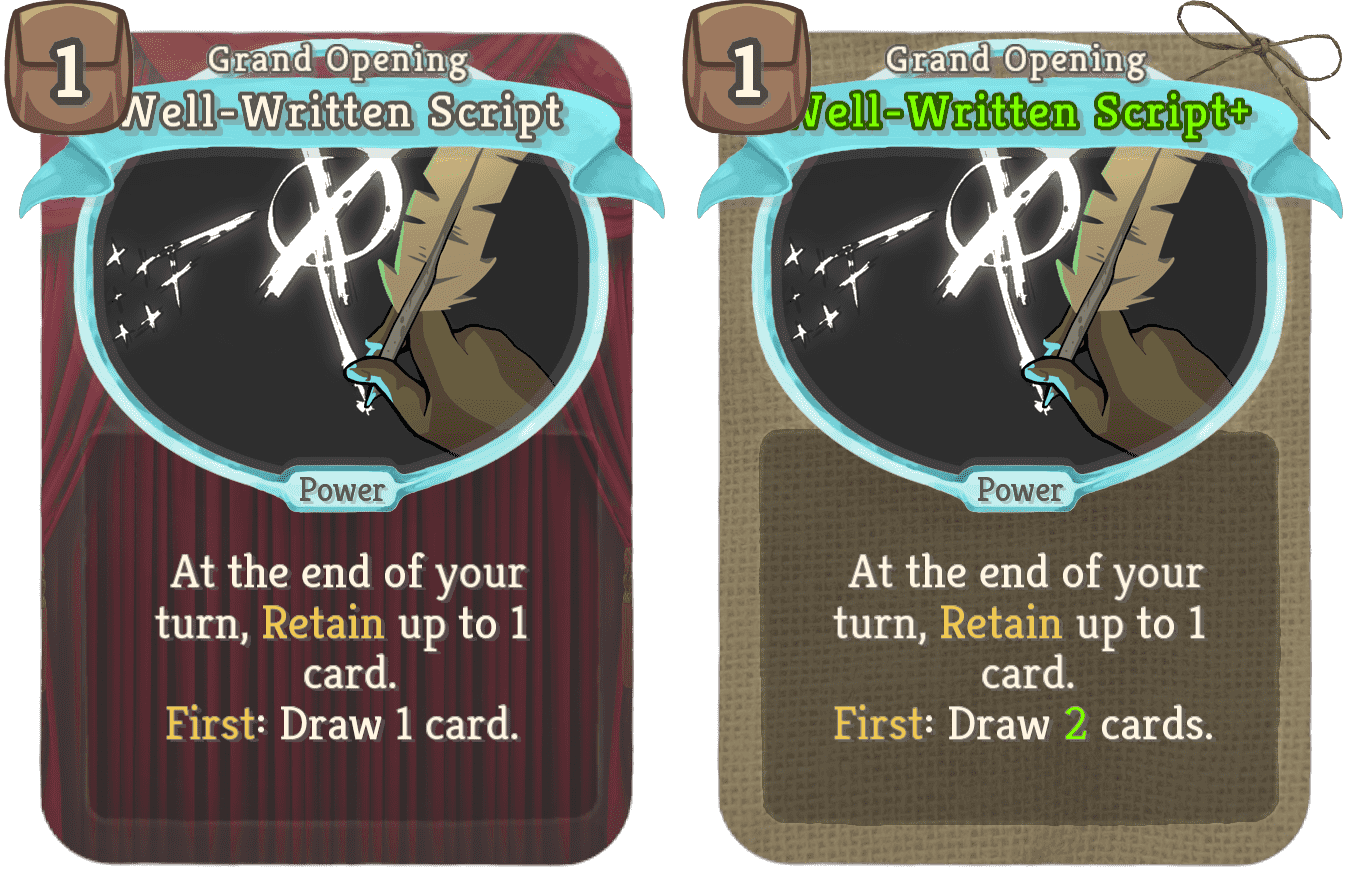 1
Grand Opening
Well-Written Script
Power
At the end of your
turn, Retain up to 1
card.
First: Draw 1 card.
1
Grand Opening
Well-Written Script+
Power
At the end of your
turn, Retain up to 1
card.
First: Draw 2 cards.